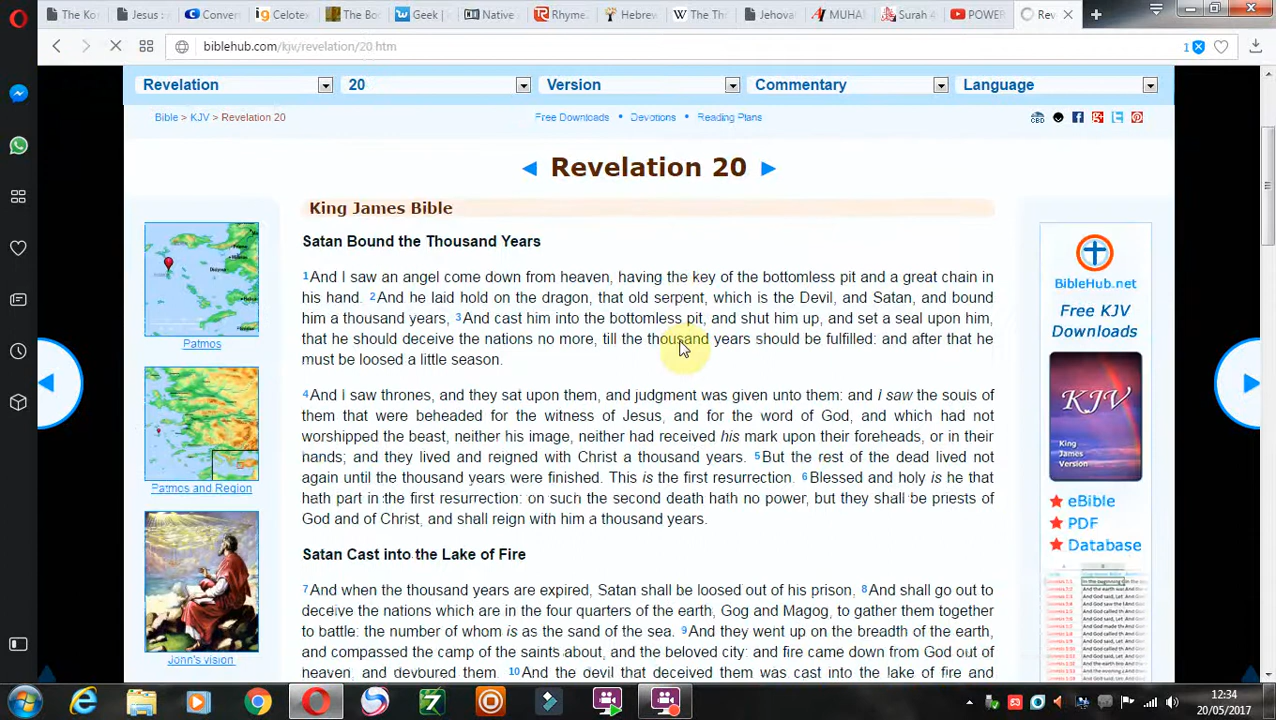 The Ko
Jesus :
Conver
Celotex
The Bo
Geek
Native
Rhyme
Hebrew
The T
Jehova
MUHA
Surah 4
POWER
Rev
biblehub.com/kjv/revelation/20.htm
1
Revelation 20 Version Commentary Language
Bible > KJV > Revelation 20
Free Downloads • Devotions • Reading Plans
Revelation 20
King James Bible
Satan Bound the Thousand Years
1And I saw an angel come down from heaven, having the key of the bottomless pit and a great chain in
his hand. 2And he laid hold on the dragon, that old serpent, which is the Devil, and Satan, and bound
him a thousand years, 3And cast him into the bottomless pit, and shut him up, and set a seal upon him,
that he should deceive the nations no more, till the thousand years should be fulfilled: and after that he
must be loosed a little season.
4And I saw thrones, and they sat upon them, and judgment was given unto them: and I saw the souls of
them that were beheaded for the witness of Jesus, and for the word of God, and which had not
worshipped the beast, neither his image, neither had received his mark upon their foreheads, or in their
hands; and they lived and reigned with Christ a thousand years. 5But the rest of the dead lived not
again until the thousand years were finished. This is the first resurrection. 6Blessed and holy is he that
hath part in the first resurrection: on such the second death hath no power, but they shall be priests of
God and of Christ, and shall reign with him a thousand years.
Satan Cast into the Lake of Fire
7And when the thousand years are expired, Satan shall be loosed out of his prison, 8And shall go out to
deceive the nations which are in the four quarters of the earth, Gog and Magog, to gather them together
to battle: the number of whom is as the sand of the sea. 9And they went up on the breadth of the earth,
and compassed the camp of the saints about, and the beloved city: and fire came down from God out of
Patmos
Patmos and Region
John's vision
BibleHub.net
Free KJV
Downloads
KJV
King
James
Version
eBible
PDF
Database
12:34
20/05/2017